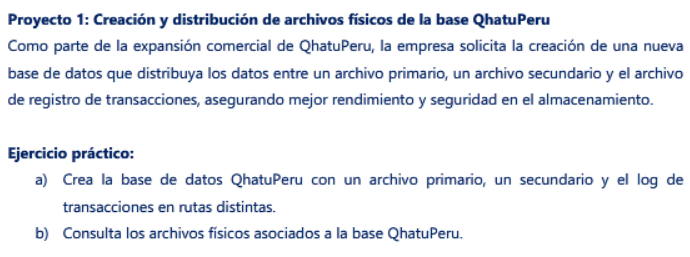 Proyecto 1: Creación y distribución de archivos físicos de la base QhatuPeru
Como parte de la expansión comercial de QhatuPeru, la empresa solicita la creación de una nueva
base de datos que distribuya los datos entre un archivo primario, un archivo secundario y el archivo
de registro de transacciones, asegurando mejor rendimiento y seguridad en el almacenamiento.
Ejercicio práctico:
a) Crea la base de datos QhatuPeru con un archivo primario, un secundario y el log de
transacciones en rutas distintas.
b) Consulta los archivos físicos asociados a la base QhatuPeru.